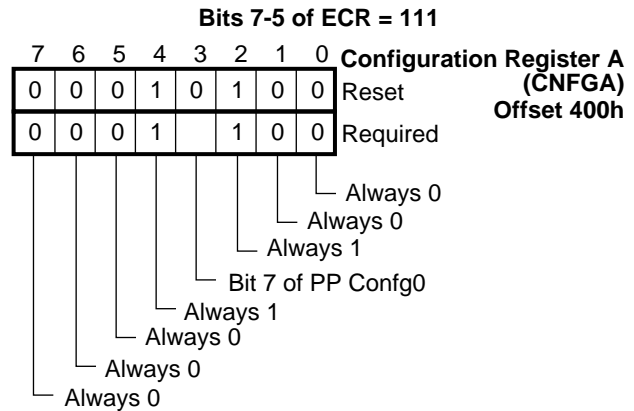 Bits 7-5 of ECR = 111
7 6 5 4 3 2 1 0 Configuration Register A
(CNFGA)
0 0 0 1 0 1 0 0 Reset
Offset 400h
0 0 0 1 1 0 0 Required
Always 0
Always 0
Always 1
Bit 7 of PP Confg0
Always 1
Always 0
Always 0
Always 0